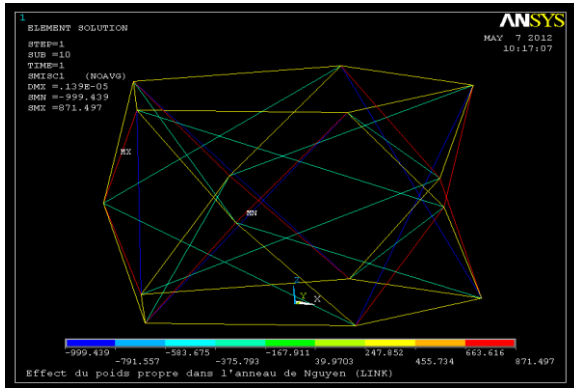 1
ELEMENT SOLUTION
STEP=1
SUB =10
TIME=1
SMISC1 (NOAVG)
DMX =.139E-05
SMN =-999.439
SMX =871.497
ANSYS
MAY 7 2012
10:17:07
MX
MN
Z
Y
X
-999.439 -583.675 -167.911 247.852 663.616
-791.557 -375.793 39.9703 455.734 871.497
Effect du poids propre dans l'anneau de Nguyen (LINK)